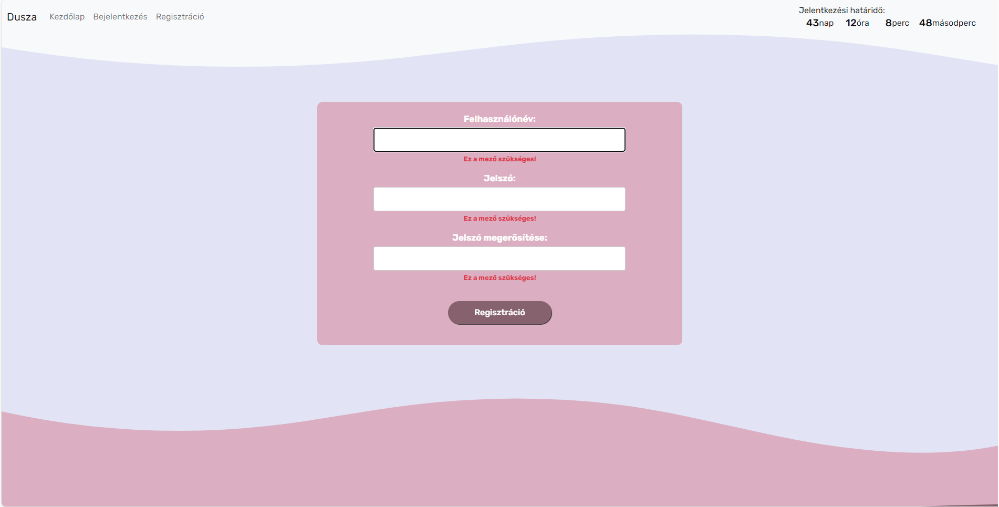 Dusza Kezdőlap Bejelentkezés Regisztráció
Jelentkezési határidő:
43nap 12óra 8perc 48másodperc
Felhasználónév:
Ez a mező szükséges!
Jelszó:
Ez a mező szükséges!
Jelszó megerősítése:
Ez a mező szükséges!
Regisztráció